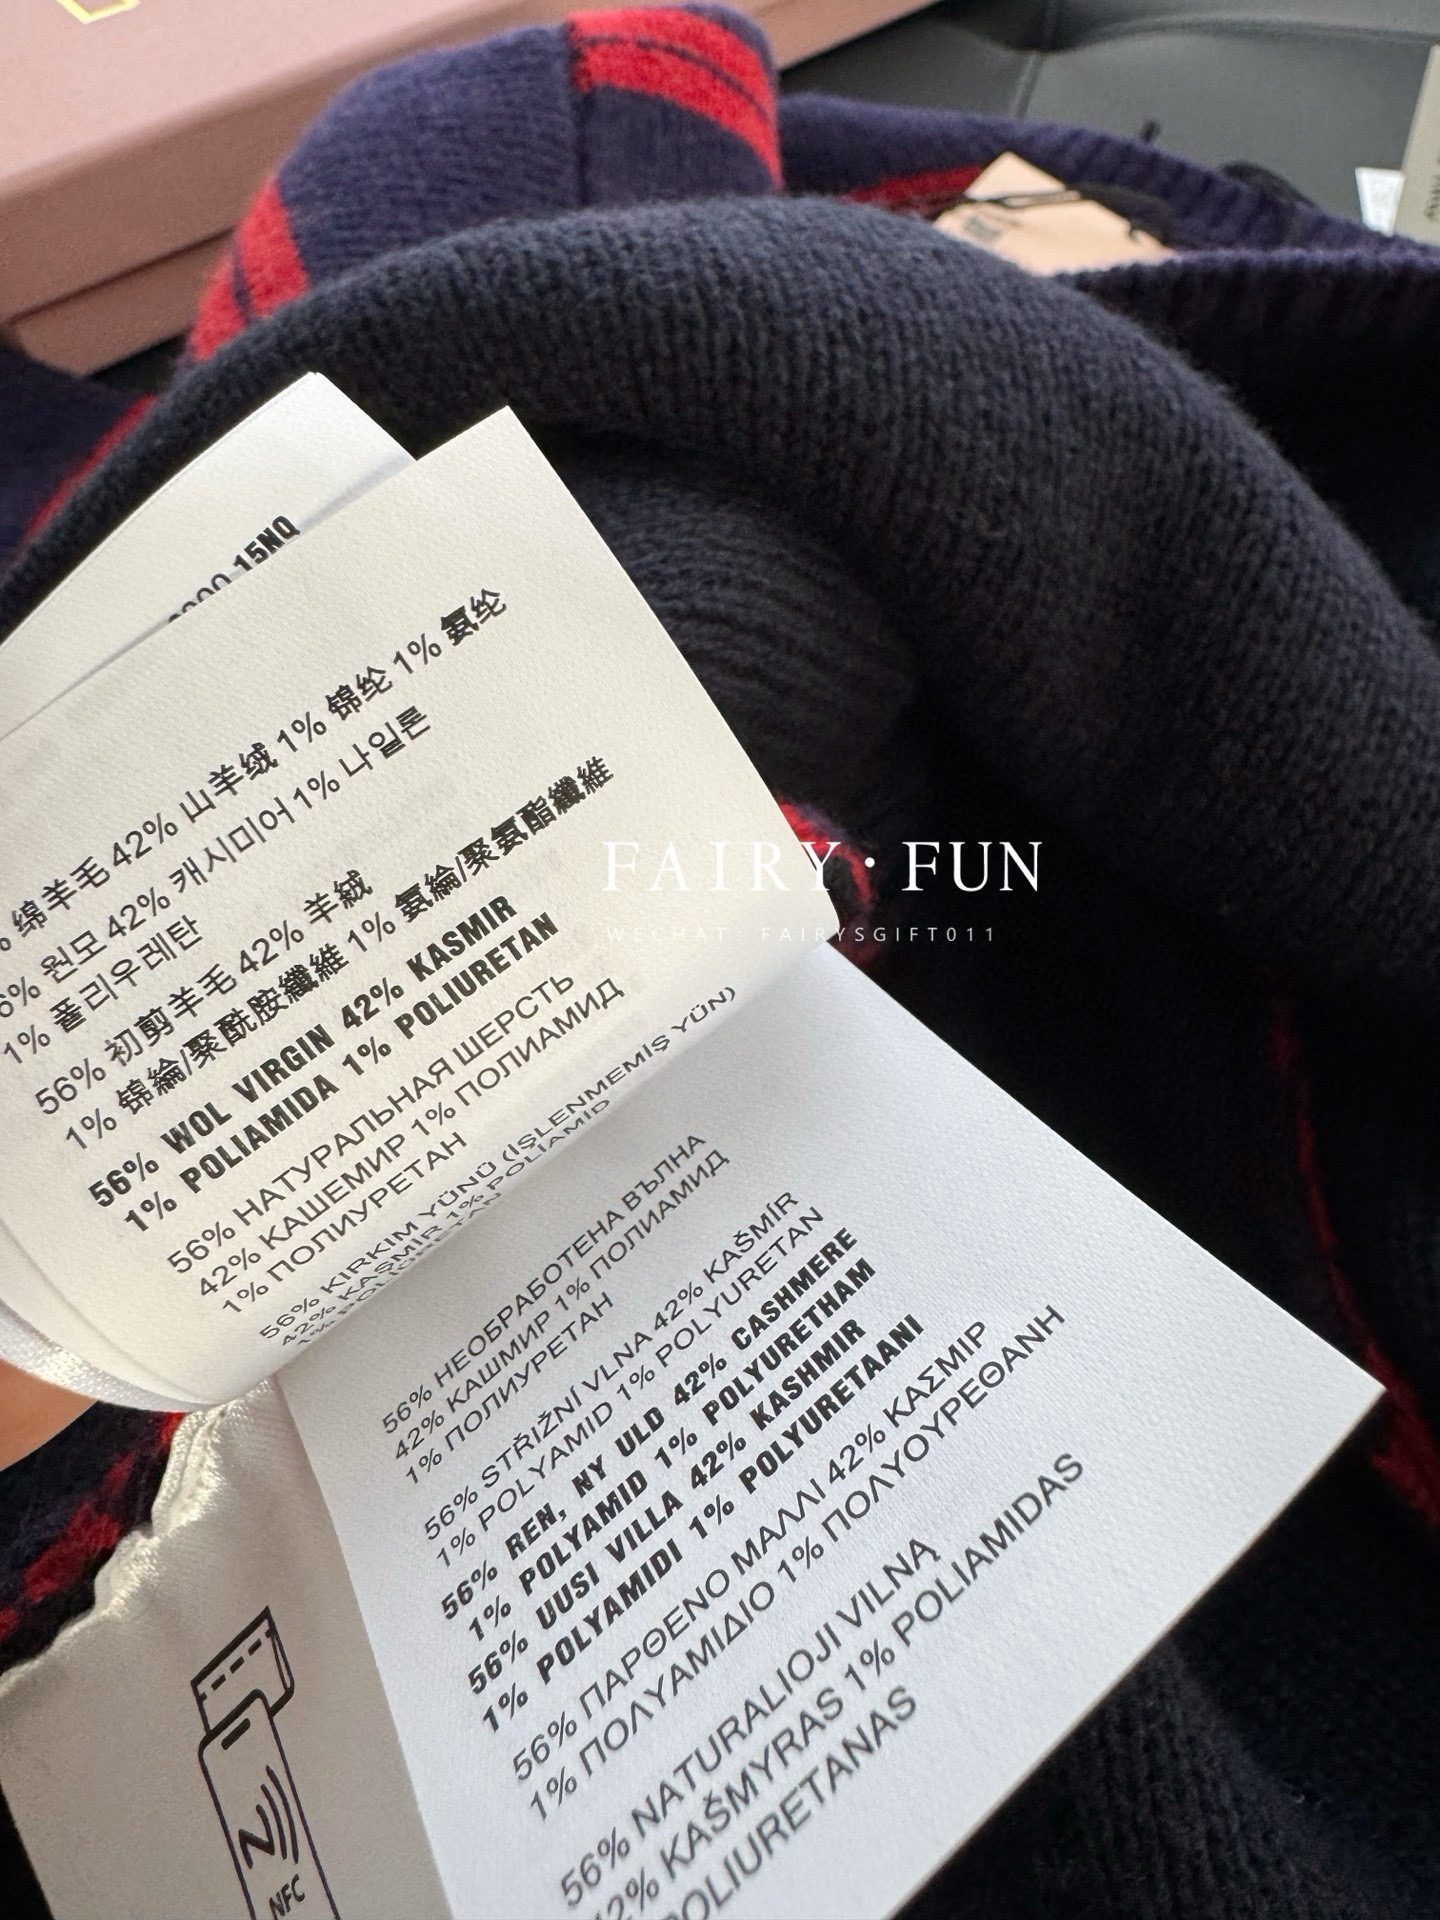 15NQ
绵羊毛 42% 山羊绒 1% 锦纶 1% 氨纶
원모 42% 캐시미어 1% 나일론
1% 폴리우레탄
56% 初剪羊毛 42% 羊絨
1% 锦綸/聚酰胺纖維 1% 氨綸/聚氨酯纖維
56% WOL VIRGIN 42% KASMIR
1% POLIAMIDA 1% POLIURETAN
56% НАТУРАЛЬНАЯ ШЕРСТЬ
42% КАШЕМИР 1% ПОЛИАМИД
1% ПОЛИУРЕТАН
56% KIRKIM YÜNÜ (İŞLENMEMİŞ YÜN)
42% KAŞMİR 1% POLIAMID
56% НЕОБРАБОТЕНА ВЪЛНА
42% КАШМИР 1% ПОЛИАМИД
1% ПОЛИУРЕТАН
56% STŘIŽNÍ VLNA 42% KAŠMÍR
1% POLYAMID 1% POLYURETAN
56% REN, NY ULD 42% CASHMERE
1% POLYAMID 1% POLYURETHAM
56% UUSI VILLA 42% KASHMIR
1% POLYAMIDI 1% POLYURETAANI
56% ΠΑΡΘΕΝΟ ΜΑΛΛΙ 42% ΚΑΣΜΙΡ
1% ΠΟΛΥΑΜΙΔΙΟ 1% ΠΟΛΥΟΥΡΕΘΑΝΗ
56% NATURALIOJI VILNĄ
42% KAŠMYRAS 1% POLIAMIDAS
POLIURETANAS
NFC
FAIRY·FUN
WECHAT: FAIRYSGIFT011